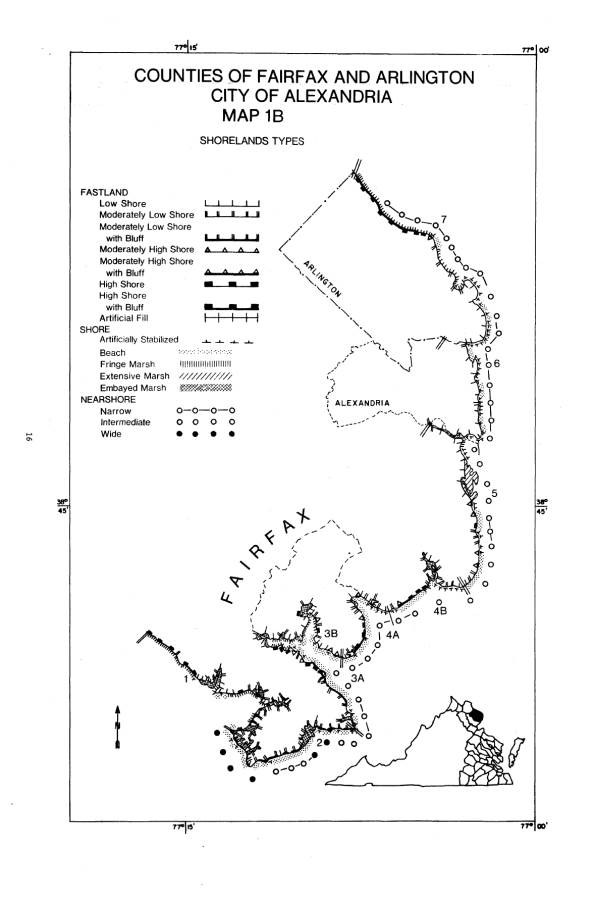 77° 15'
77° 00'
COUNTIES OF FAIRFAX AND ARLINGTON
CITY OF ALEXANDRIA
MAP 1B
SHORELANDS TYPES
FASTLAND
Low Shore
Moderately Low Shore
Moderately Low Shore
with Bluff
Moderately High Shore
Moderately High Shore
with Bluff
High Shore
High Shore
with Bluff
Artificial Fill
SHORE
Artificially Stabilized
Beach
Fringe Marsh
Extensive Marsh
Embayed Marsh
NEARSHORE
Narrow
Intermediate
Wide
7
ARLINGTON
6
ALEXANDRIA
16
38°
45'
38°
45'
5
FAIRFAX
4B
4A
3B
3A
1
2
N
77° 15'
77° 00'